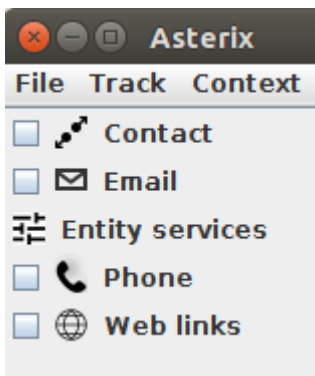 Asterix
File Track Context
Contact
Email
Entity services
Phone
Web links